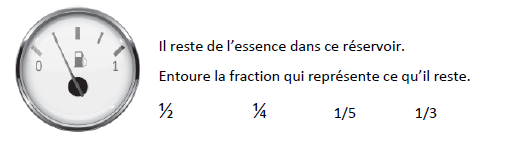 Il reste de l'essence dans ce réservoir.
Entoure la fraction qui représente ce qu'il reste.
0 1
½ ¼ 1/5 1/3